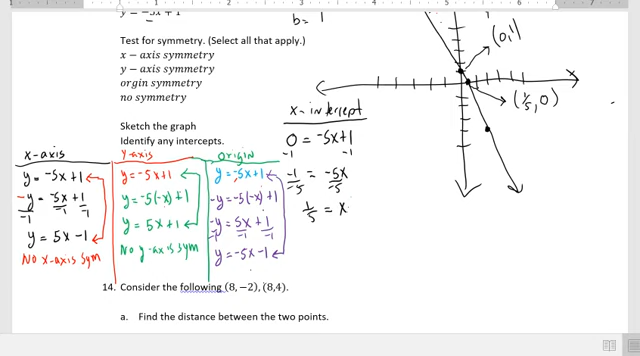 y = −5x + 1
b = 1
Test for symmetry. (Select all that apply.)
x − axis symmetry
y − axis symmetry
orgin symmetry
no symmetry
Sketch the graph
Identify any intercepts.
(0,1)
x
(1/5, 0)
x-intercept
0 = -5x+1
-1 -1
-1/-5 = -5x/-5
1/5 = x
x-axis
y = -5x+1
-y/-1 = -5x/-1 + 1/-1
y = 5x -1
No x-axis sym
y-axis
y = -5x+1
y = -5(-x)+1
y = 5x+1
No y-axis sym
origin
y = -5x+1
-y = -5(-x)+1
-y/-1 = 5x/-1 + 1/-1
y = -5x-1
14. Consider the following (8, −2), (8,4).
a. Find the distance between the two points.